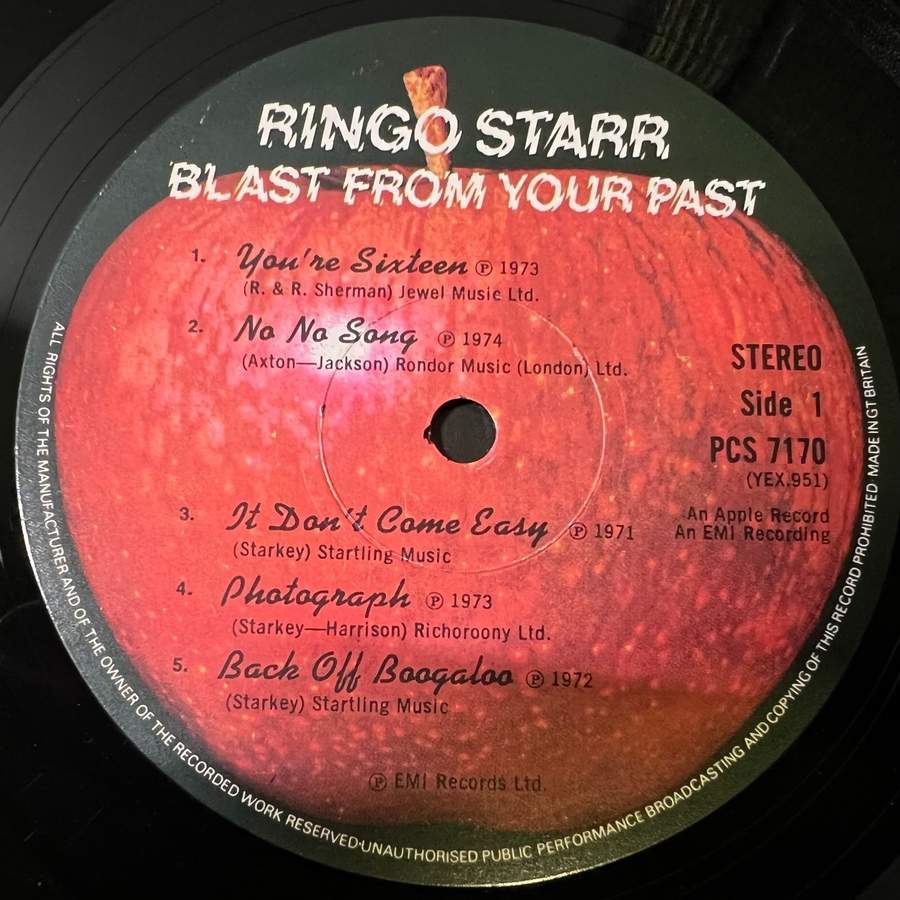 RINGO STARR
BLAST FROM YOUR PAST
1. You're Sixteen ℗ 1973
(R. & R. Sherman) Jewel Music Ltd.
2. No No Song ℗ 1974
(Axton—Jackson) Rondor Music (London) Ltd.
STEREO
Side 1
PCS 7170
(YEX.951)
An Apple Record
An EMI Recording
3. It Don't Come Easy ℗ 1971
(Starkey) Startling Music
4. Photograph ℗ 1973
(Starkey—Harrison) Richoroony Ltd.
5. Back Off Boogaloo ℗ 1972
(Starkey) Startling Music
℗ EMI Records Ltd.
ALL RIGHTS OF THE MANUFACTURER AND OF THE OWNER OF THE RECORDED WORK RESERVED·UNAUTHORISED PUBLIC PERFORMANCE BROADCASTING AND COPYING OF THIS RECORD PROHIBITED MADE IN GT BRITAIN